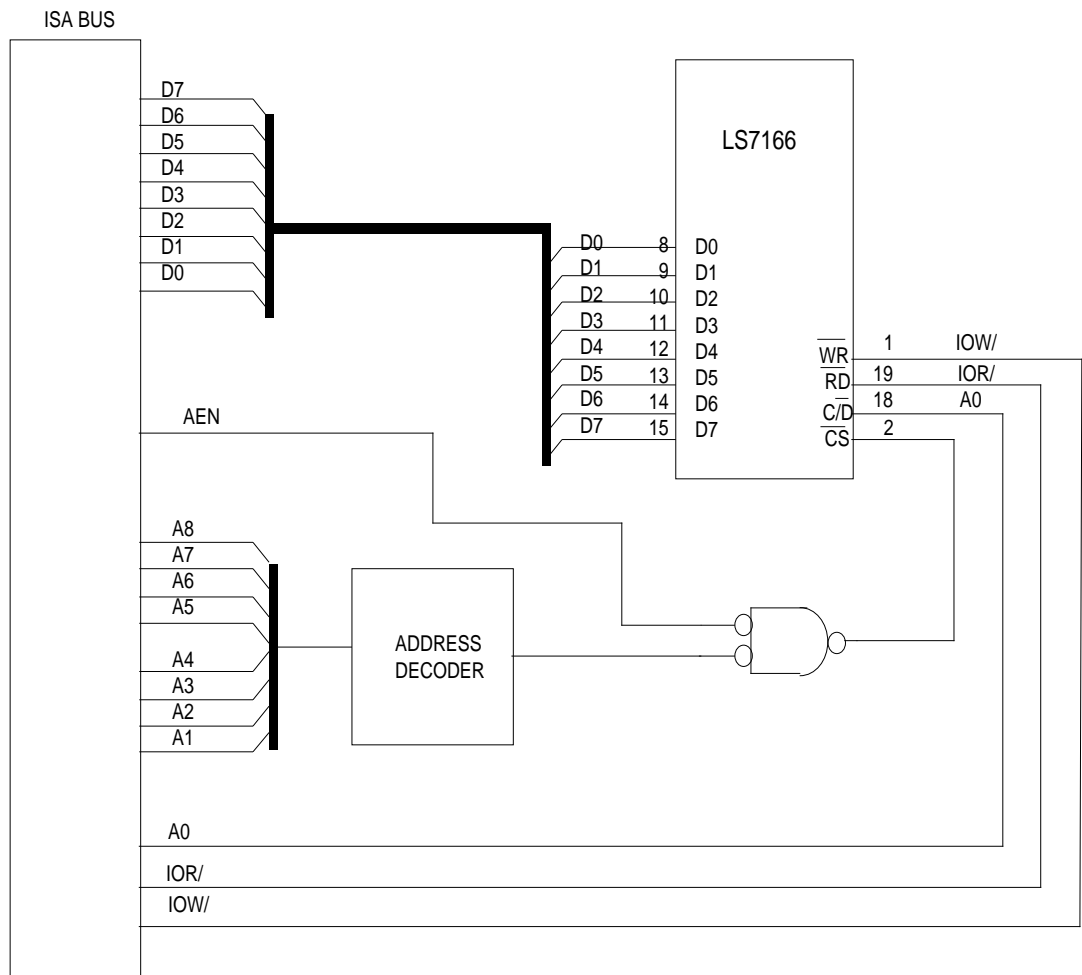 ISA BUS
D7
D6
D5
D4
D3
D2
D1
D0
LS7166
D0 8 D0
D1 9 D1
D2 10 D2
D3 11 D3
D4 12 D4
D5 13 D5
D6 14 D6
D7 15 D7
WR 1 IOW/
RD 19 IOR/
C/D 18 A0
CS 2
AEN
A8
A7
A6
A5
A4
A3
A2
A1
ADDRESS
DECODER
A0
IOR/
IOW/